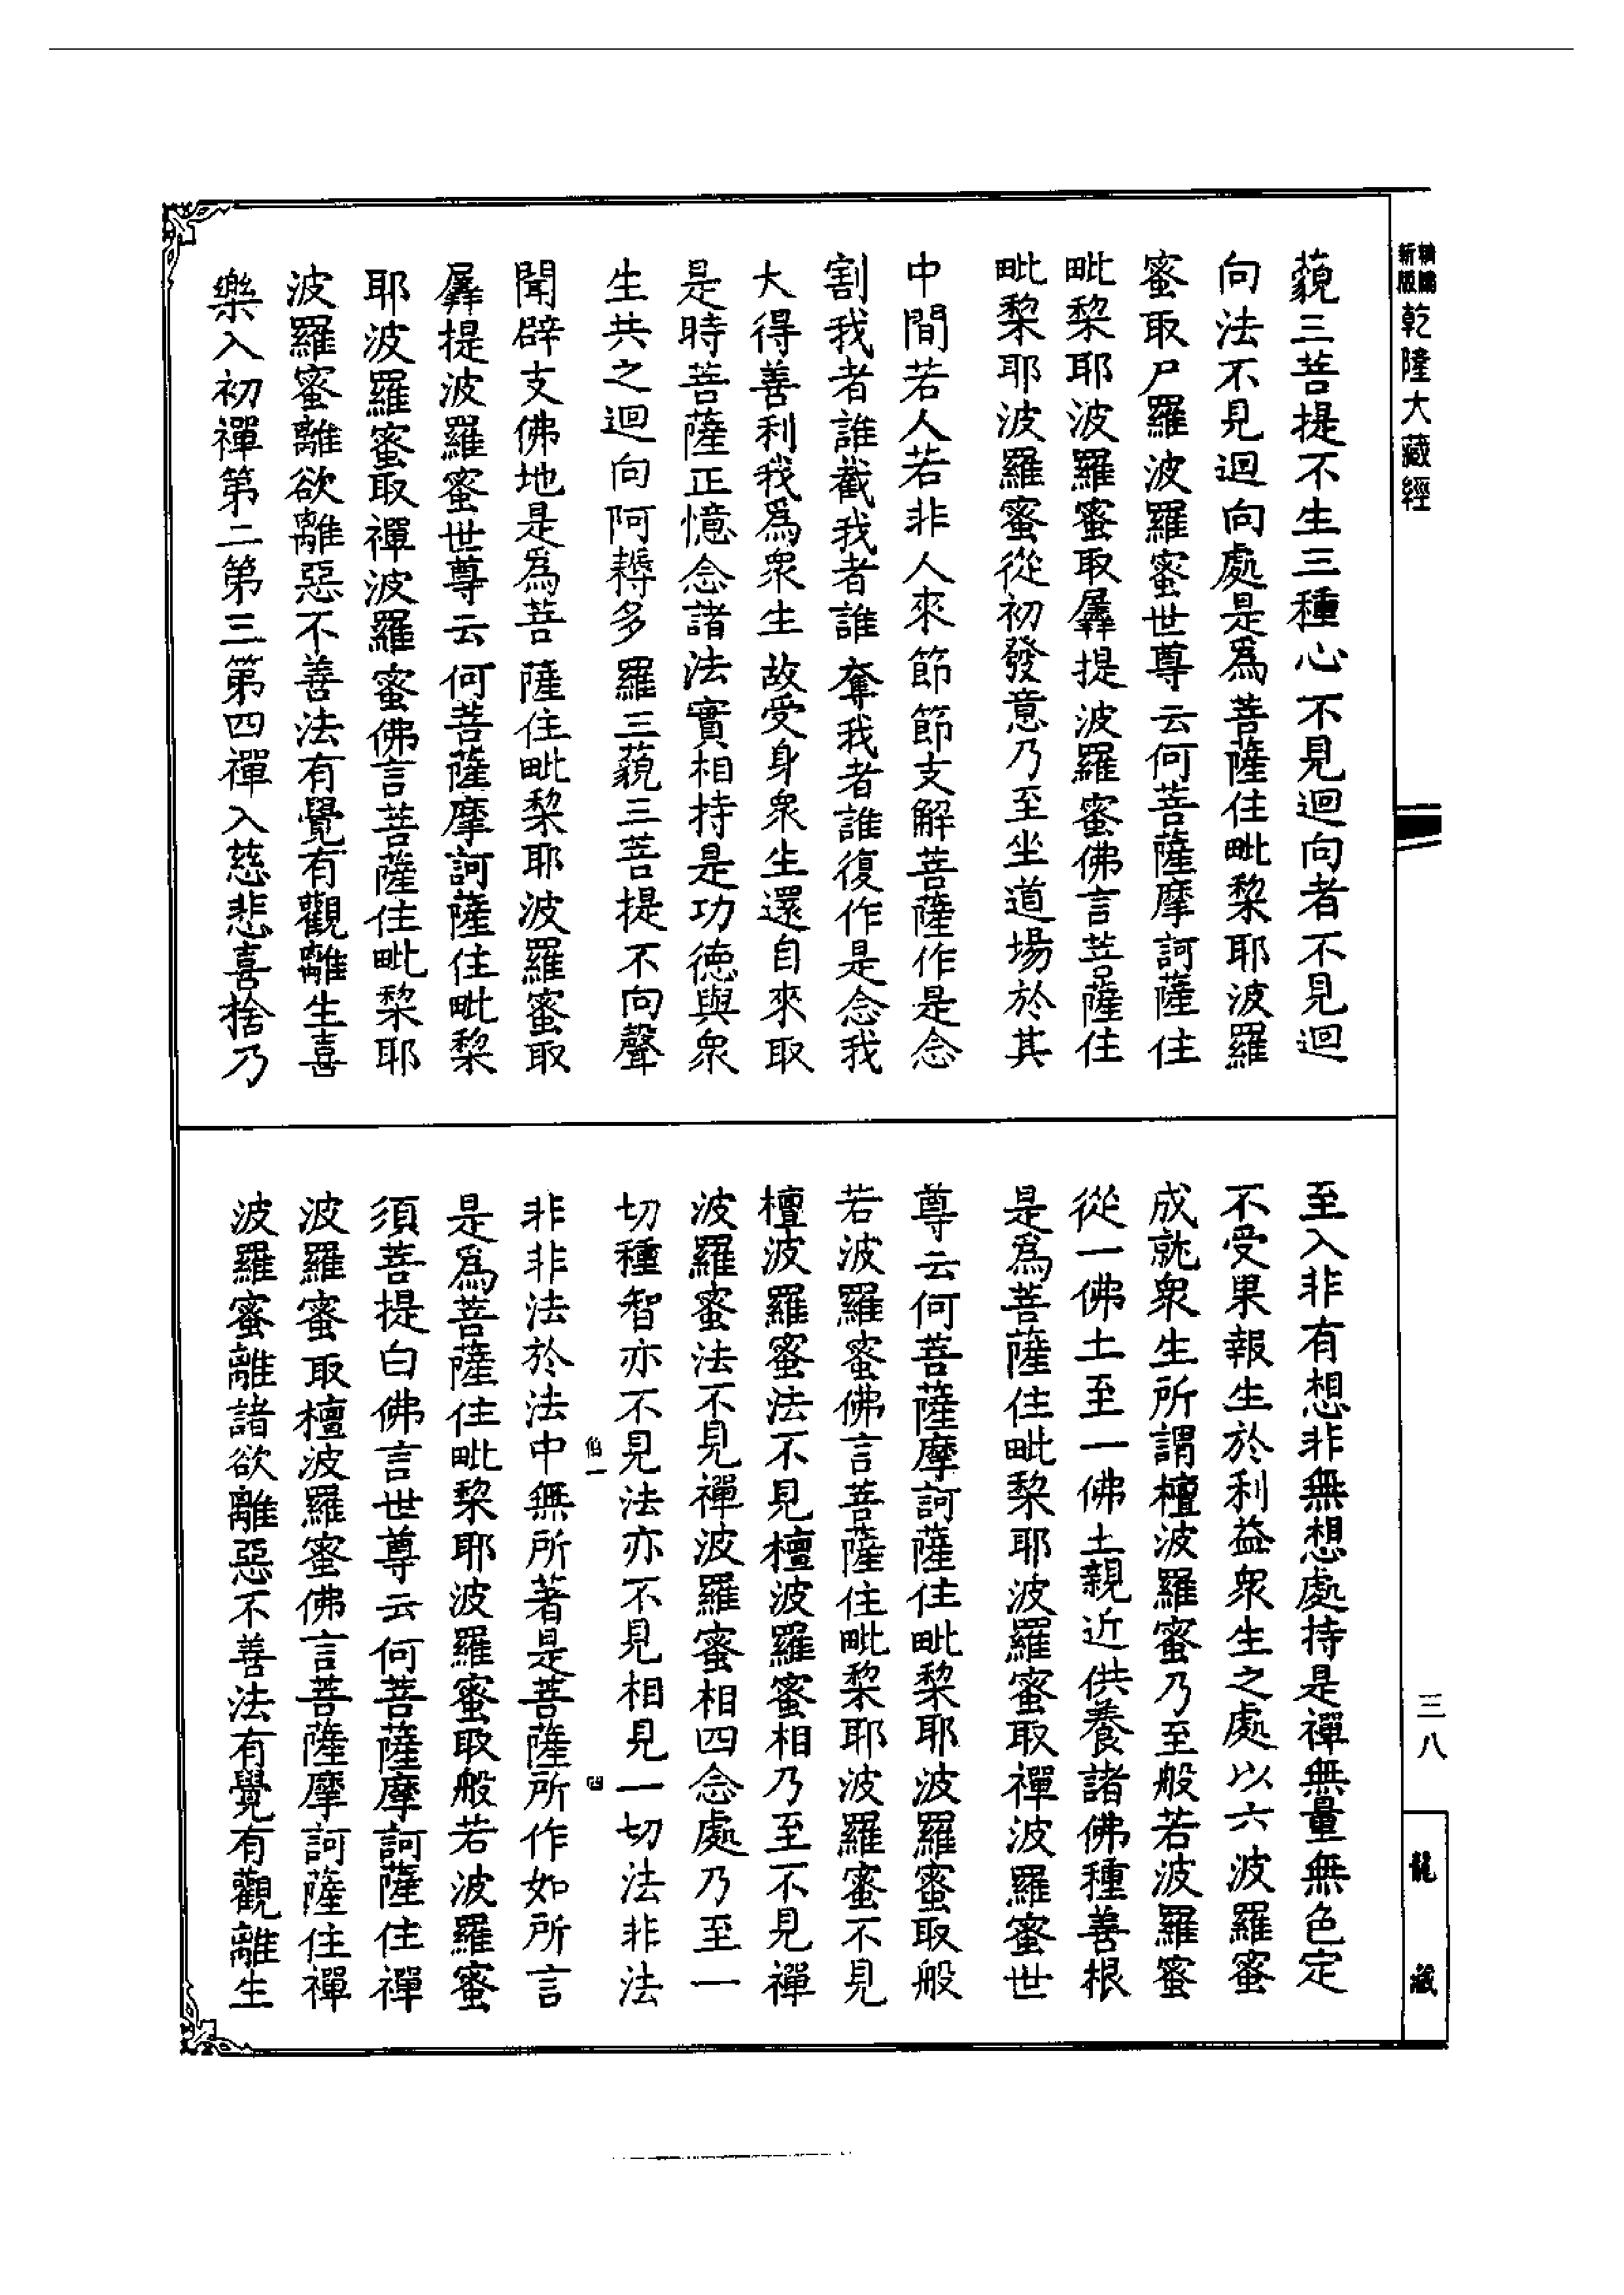 新版
乾隆大藏經
藐三菩提不生三種心不見迴向者不見迴
向法不見迴向處是爲菩薩住毗梨耶波羅
蜜取尸羅波羅蜜世尊云何菩薩摩訶薩住
毗梨耶波羅蜜取羼提波羅蜜佛言菩薩住
毗梨耶波羅蜜從初發意乃至坐道場於其
中間若人若非人來節節支解菩薩作是念
割我者誰截我者誰奪我者誰復作是念我
大得善利我爲衆生故受身衆生還自來取
是時菩薩正憶念諸法實相持是功德與衆
生共之迴向阿耨多羅三藐三菩提不向聲
聞辟支佛地是爲菩薩住毗梨耶波羅蜜取
羼提波羅蜜世尊云何菩薩摩訶薩住毗梨
耶波羅蜜取禪波羅蜜佛言菩薩住毗梨耶
波羅蜜離欲離惡不善法有覺有觀離生喜
樂入初禪第二第三第四禪入慈悲喜捨乃
至入非有想非無想處持是禪無量無色定
不受果報生於利益衆生之處以六波羅蜜
成就衆生所謂檀波羅蜜乃至般若波羅蜜
從一佛土至一佛土親近供養諸佛種善根
是爲菩薩住毗梨耶波羅蜜取禪波羅蜜世
尊云何菩薩摩訶薩住毗梨耶波羅蜜取般
若波羅蜜佛言菩薩住毗梨耶波羅蜜不見
檀波羅蜜法不見檀波羅蜜相乃至不見禪
波羅蜜法不見禪波羅蜜相四念處乃至一
切種智亦不見法亦不見相見一切法非法
非非法於法中無所著是菩薩所作如所言
是爲菩薩住毗梨耶波羅蜜取般若波羅蜜
須菩提白佛言世尊云何菩薩摩訶薩住禪
波羅蜜取檀波羅蜜佛言菩薩摩訶薩住禪
波羅蜜離諸欲離惡不善法有覺有觀離生
三八
龍藏